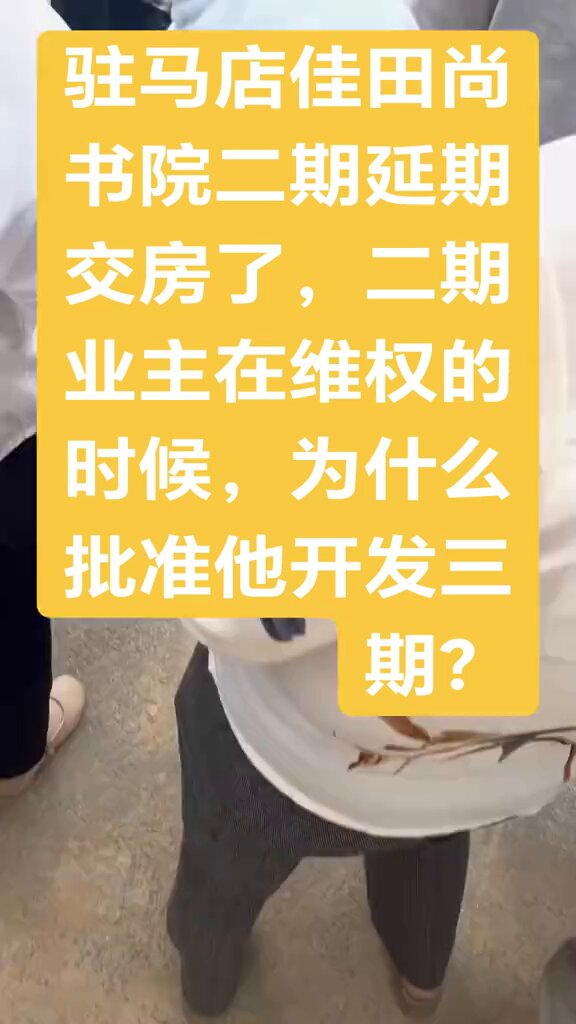 驻马店佳田尚
书院二期延期
交房了，二期
业主在维权的
时候，为什么
批准他开发三
期？